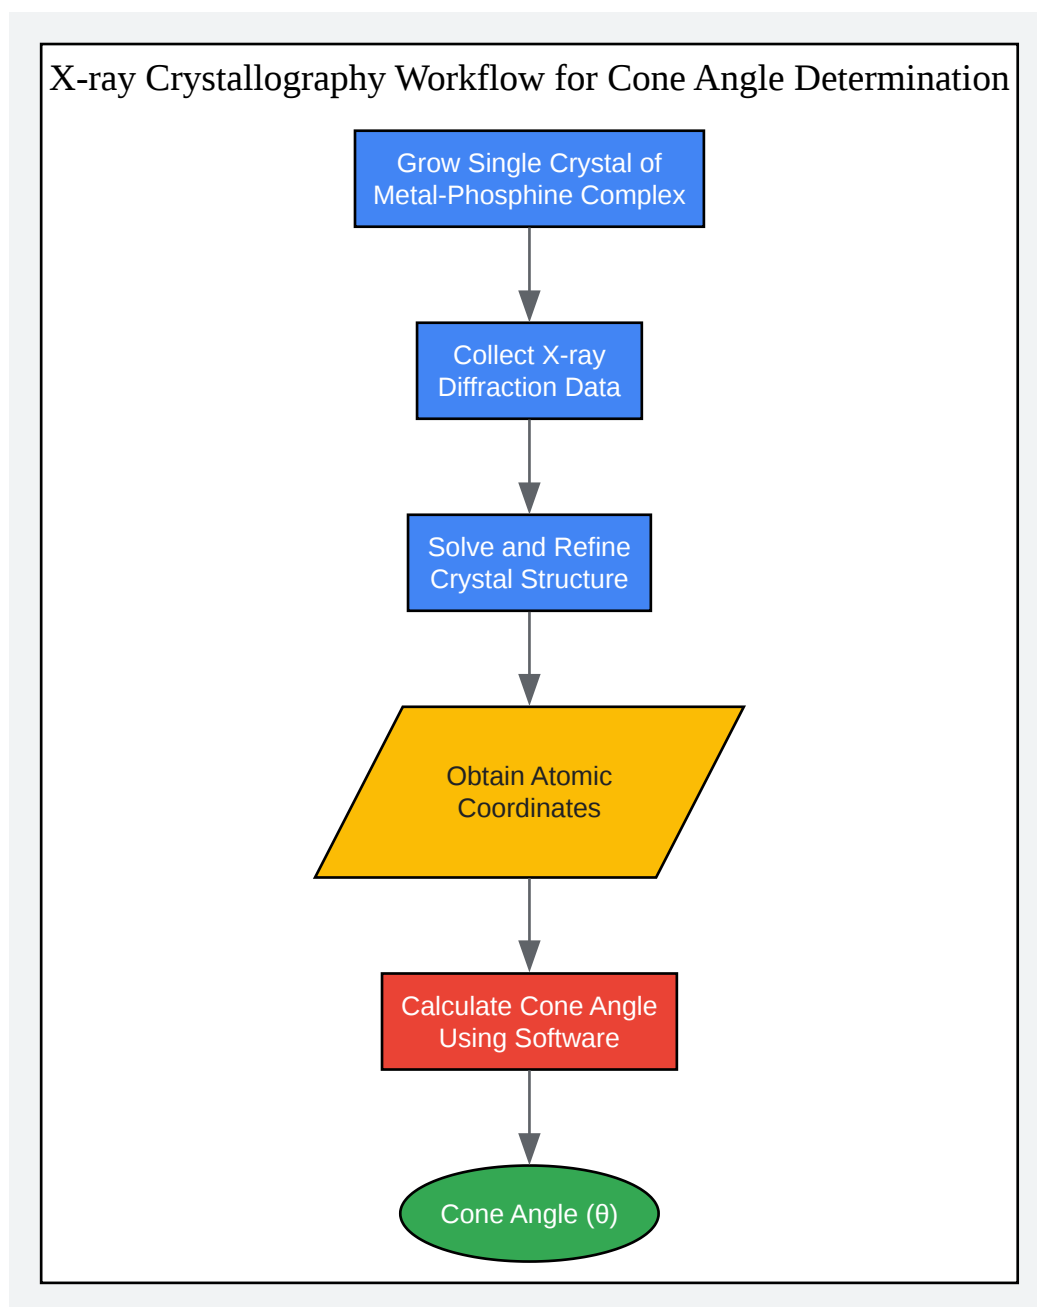 X-ray Crystallography Workflow for Cone Angle Determination
Grow Single Crystal of
Metal-Phosphine Complex
Collect X-ray
Diffraction Data
Solve and Refine
Crystal Structure
Obtain Atomic
Coordinates
Calculate Cone Angle
Using Software
Cone Angle (θ)